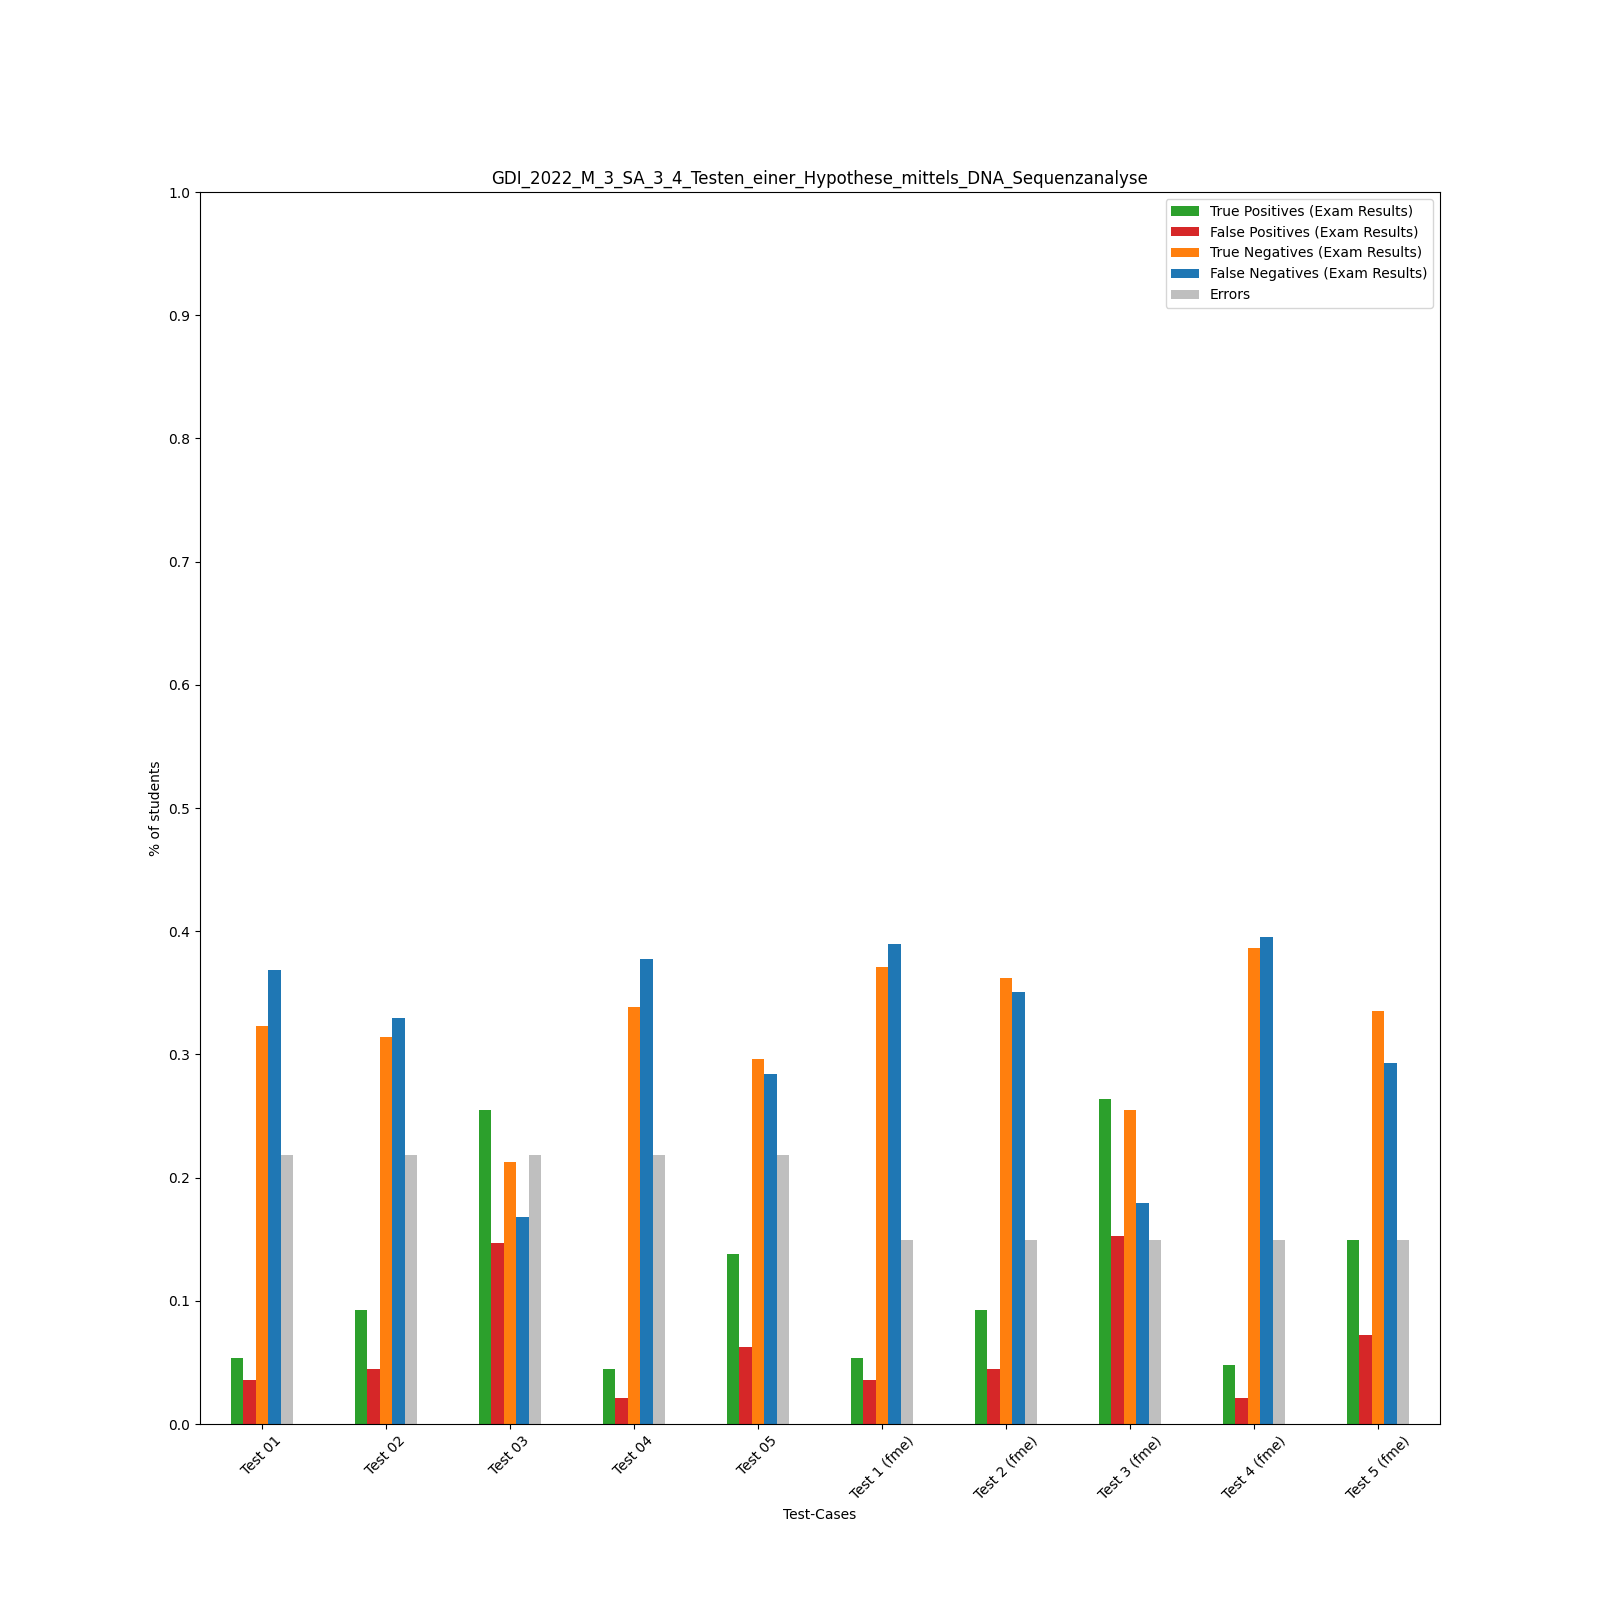 GDI_2022_M_3_SA_3_4_Testen_einer_Hypothese_mittels_DNA_Sequenzanalyse
True Positives (Exam Results)
False Positives (Exam Results)
True Negatives (Exam Results)
False Negatives (Exam Results)
Errors
1.0
0.9
0.8
0.7
0.6
0.5
0.4
0.3
0.2
0.1
0.0
% of students
Test 01
Test 02
Test 03
Test 04
Test 05
Test 1 (fme)
Test 2 (fme)
Test 3 (fme)
Test 4 (fme)
Test 5 (fme)
Test-Cases